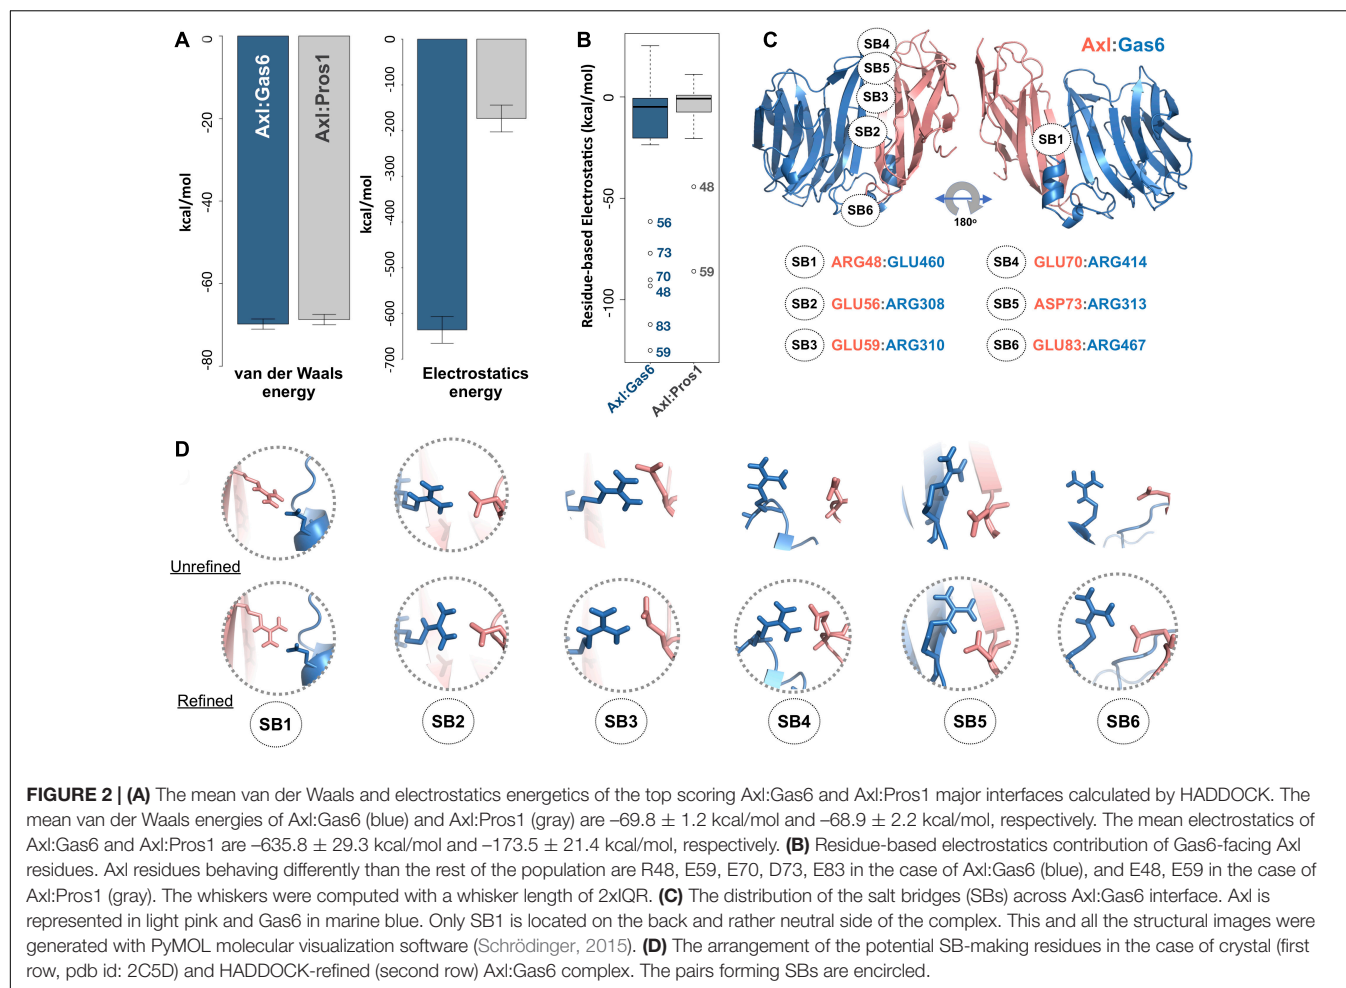 A
0
-20
-40
-60
-80
kcal/mol
Axl:Gas6
Axl:Pros1
van der Waals
energy
0
-100
-200
-300
-400
-500
-600
-700
kcal/mol
Electrostatics
energy
B
Residue-based Electrostatics (kcal/mol)
0
-50
-100
56
73
70
48
83
59
48
59
Axl:Gas6
Axl:Pros1
C
Axl:Gas6
SB4
SB5
SB3
SB2
SB6
SB1
180o
SB1 ARG48:GLU460
SB4 GLU70:ARG414
SB2 GLU56:ARG308
SB5 ASP73:ARG313
SB3 GLU59:ARG310
SB6 GLU83:ARG467
D
Unrefined
Refined
SB1 SB2 SB3 SB4 SB5 SB6
FIGURE 2 | (A) The mean van der Waals and electrostatics energetics of the top scoring Axl:Gas6 and Axl:Pros1 major interfaces calculated by HADDOCK. The
mean van der Waals energies of Axl:Gas6 (blue) and Axl:Pros1 (gray) are –69.8 ± 1.2 kcal/mol and –68.9 ± 2.2 kcal/mol, respectively. The mean electrostatics of
Axl:Gas6 and Axl:Pros1 are –635.8 ± 29.3 kcal/mol and –173.5 ± 21.4 kcal/mol, respectively. (B) Residue-based electrostatics contribution of Gas6-facing Axl
residues. Axl residues behaving differently than the rest of the population are R48, E59, E70, D73, E83 in the case of Axl:Gas6 (blue), and E48, E59 in the case of
Axl:Pros1 (gray). The whiskers were computed with a whisker length of 2xIQR. (C) The distribution of the salt bridges (SBs) across Axl:Gas6 interface. Axl is
represented in light pink and Gas6 in marine blue. Only SB1 is located on the back and rather neutral side of the complex. This and all the structural images were
generated with PyMOL molecular visualization software (Schrödinger, 2015). (D) The arrangement of the potential SB-making residues in the case of crystal (first
row, pdb id: 2C5D) and HADDOCK-refined (second row) Axl:Gas6 complex. The pairs forming SBs are encircled.